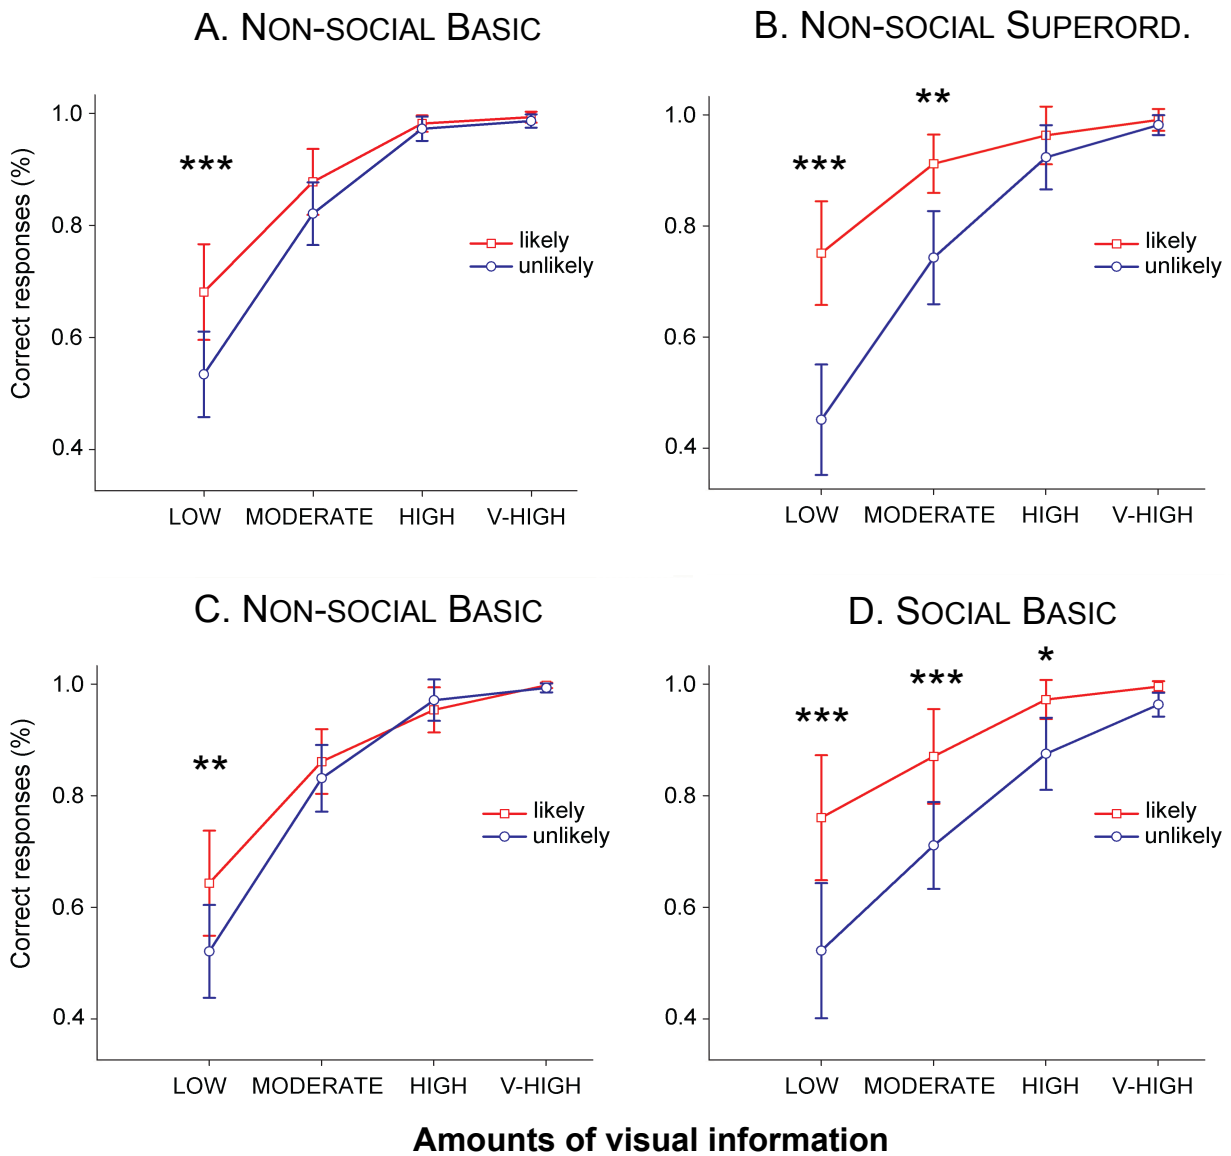 A. NON-SOCIAL BASIC
Correct responses (%)
1.0
0.8
0.6
0.4
***
likely
unlikely
LOW MODERATE HIGH V-HIGH
B. NON-SOCIAL SUPERORD.
1.0
0.8
0.6
0.4
***
**
likely
unlikely
LOW MODERATE HIGH V-HIGH
C. NON-SOCIAL BASIC
Correct responses (%)
1.0
0.8
0.6
0.4
**
likely
unlikely
LOW MODERATE HIGH V-HIGH
D. SOCIAL BASIC
1.0
0.8
0.6
0.4
***
***
*
likely
unlikely
LOW MODERATE HIGH V-HIGH
Amounts of visual information